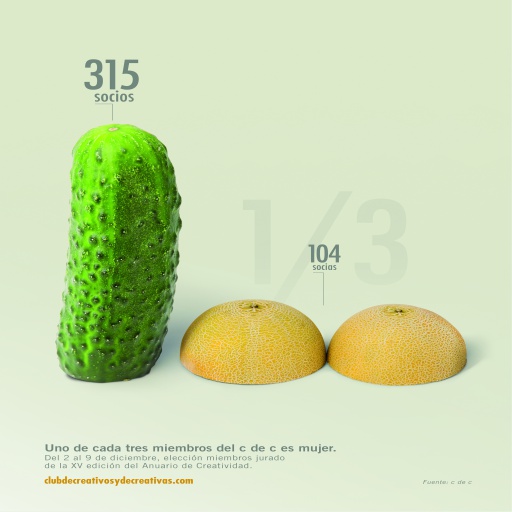 315
socios
1/3
104
socias
Uno de cada tres miembros del c de c es mujer.
Del 2 al 9 de diciembre, elección miembros jurado
de la XV edición del Anuario de Creatividad.
clubdecreativosydecreativas.com
Fuente: c de c